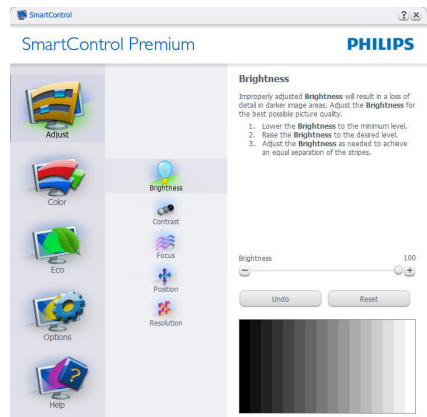 SmartControl
SmartControl Premium
PHILIPS
Adjust
Color
Eco
Options
Help
Brightness
Contrast
Focus
Position
Resolution
Brightness
Improperly adjusted Brightness will result in a loss of
detail in darker image areas. Adjust the Brightness for
the best possible picture quality.
1. Lower the Brightness to the minimum level.
2. Raise the Brightness to the desired level.
3. Adjust the Brightness as needed to achieve
an equal separation of the stripes.
Brightness 100
Undo Reset